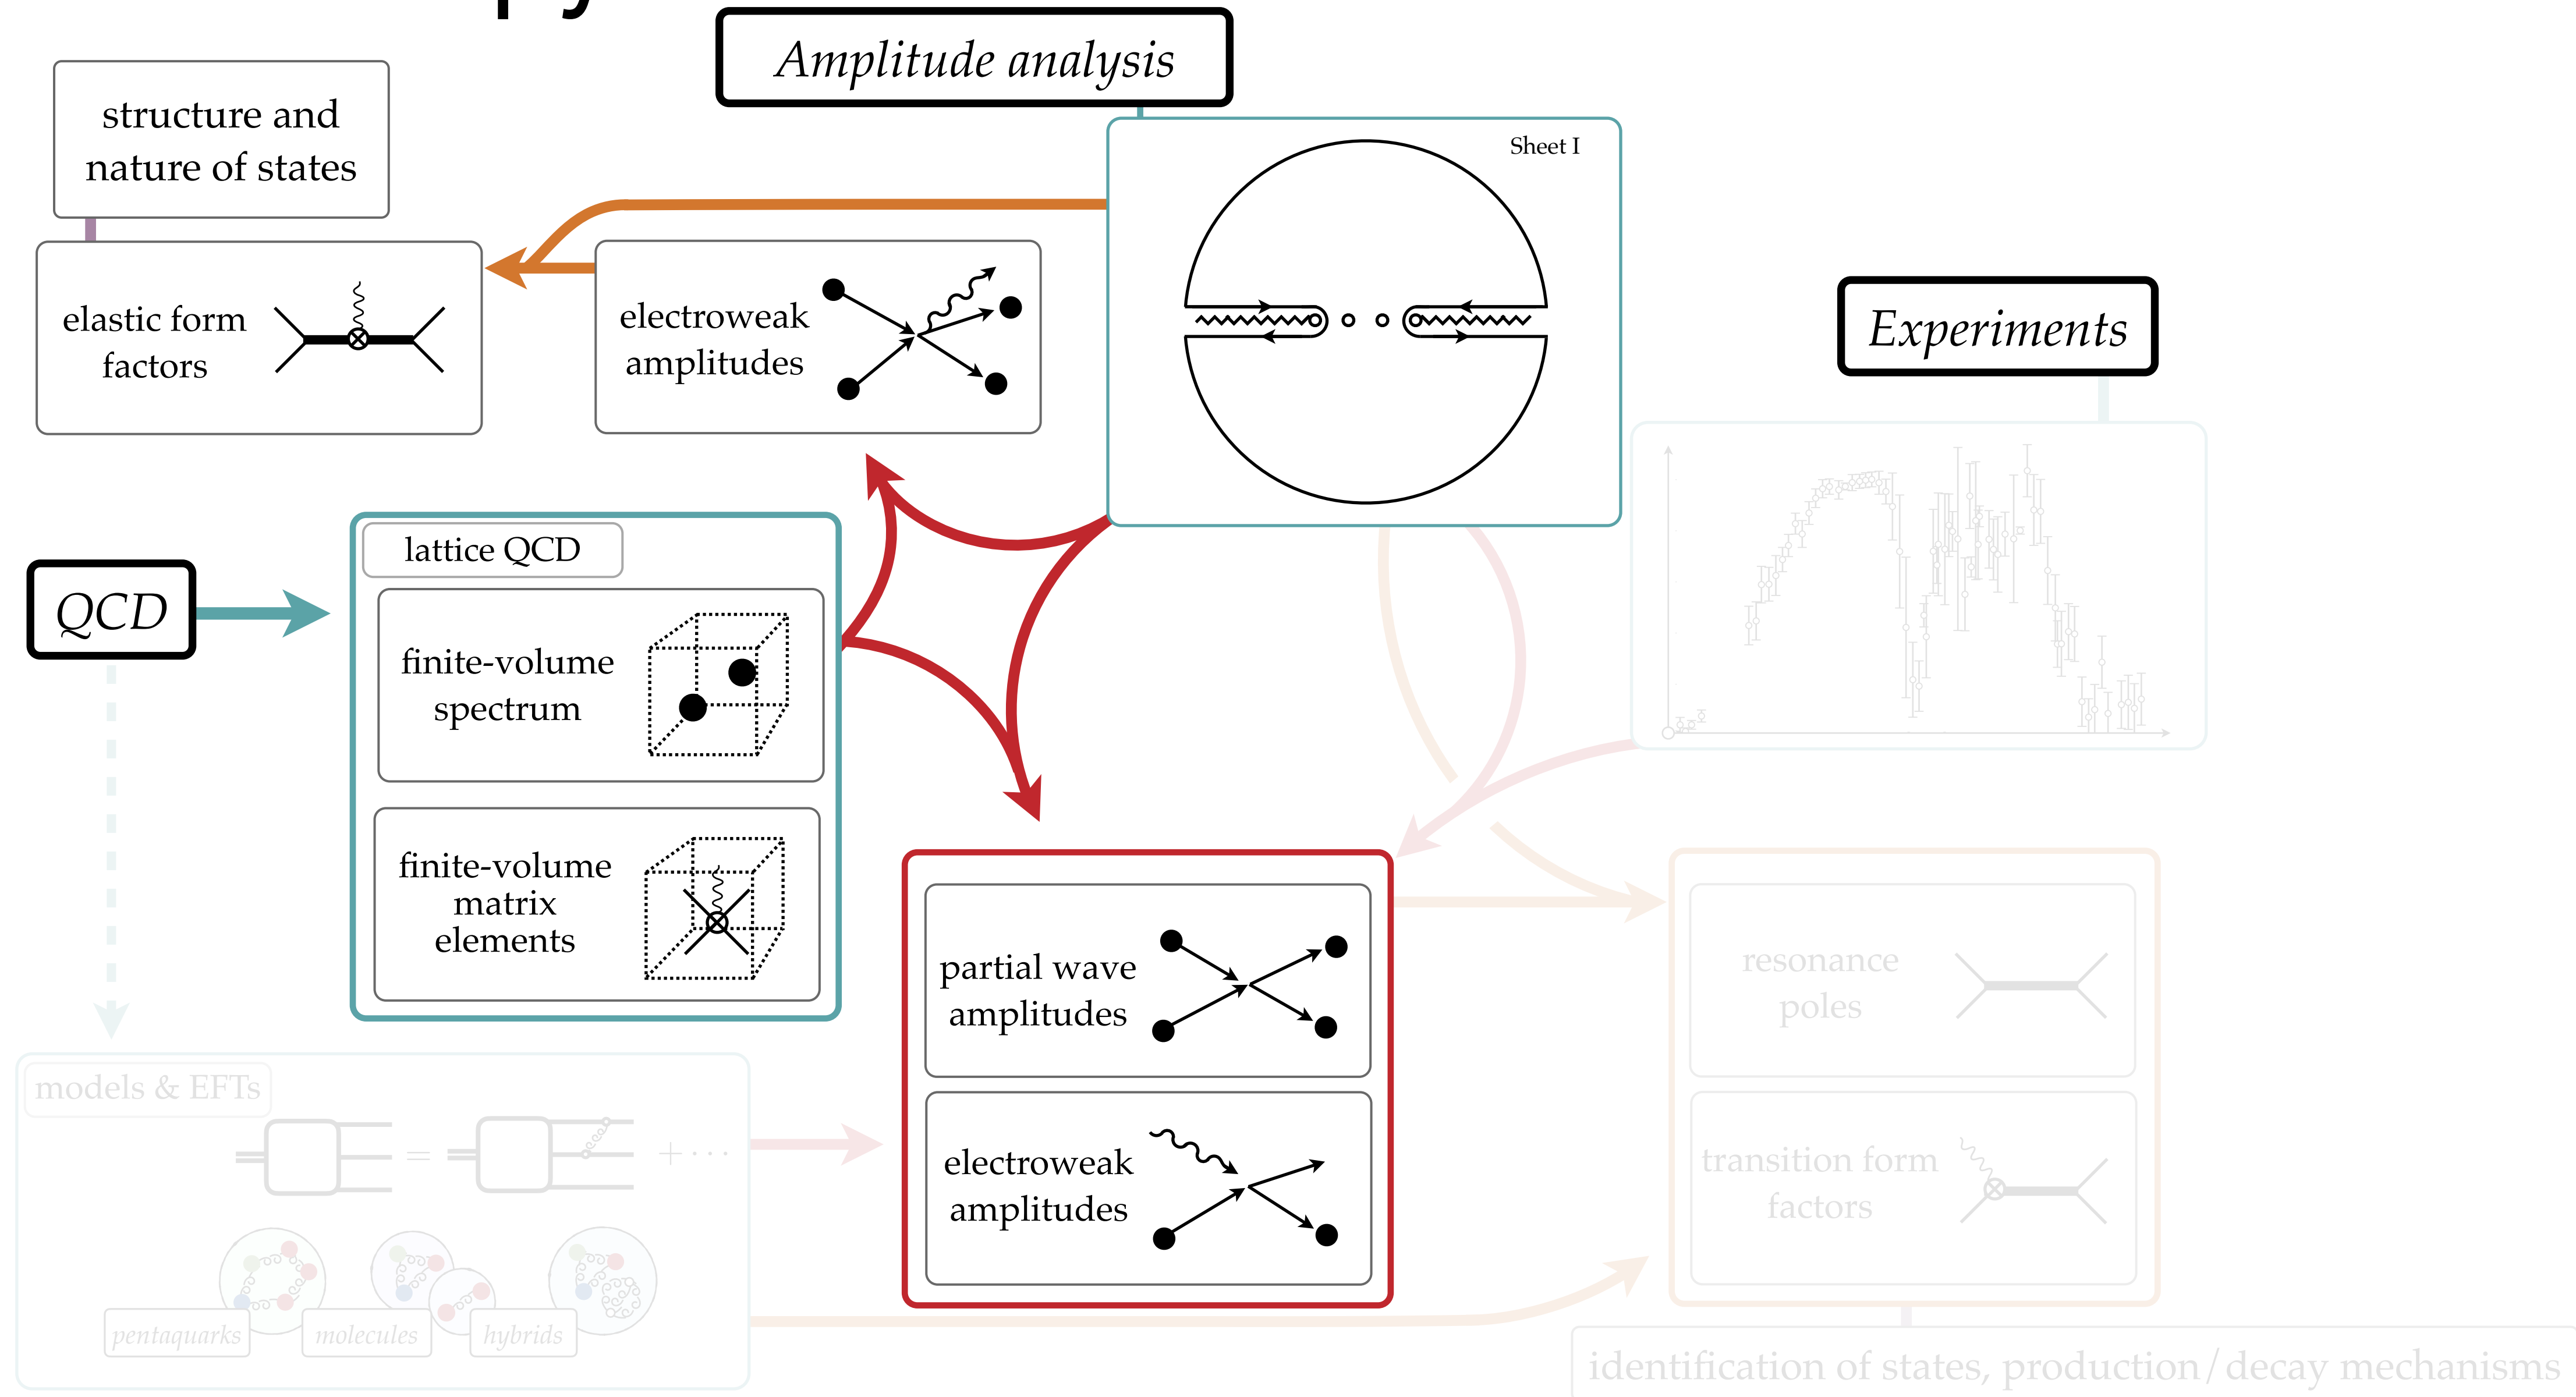 Amplitude analysis
structure and
nature of states
Sheet I
elastic form
factors
electroweak
amplitudes
Experiments
lattice QCD
QCD
finite-volume
spectrum
finite-volume
matrix
elements
partial wave
amplitudes
resonance
poles
models & EFTs
= + ···
electroweak
amplitudes
transition form
factors
pentaquarks
molecules
hybrids
identification of states, production/decay mechanisms